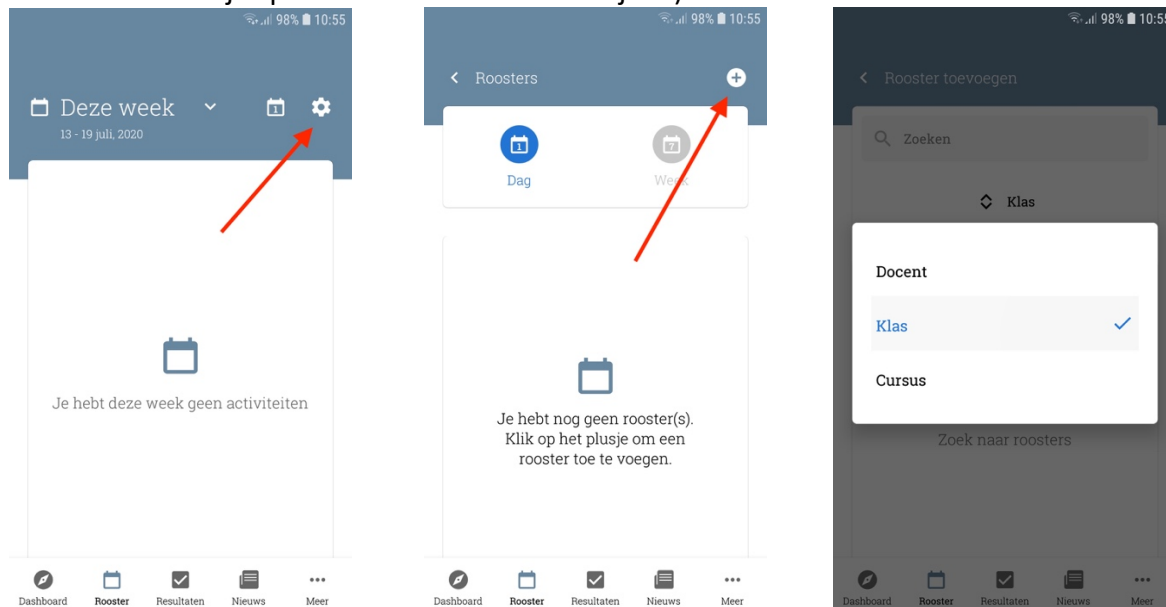 98% 10:55
Deze week
1
13 - 19 juli, 2020
Je hebt deze week geen activiteiten
Dashboard Rooster Resultaten Nieuws Meer
98% 10:55
Roosters
1 7
Dag Week
Je hebt nog geen rooster(s).
Klik op het plusje om een
rooster toe te voegen.
Dashboard Rooster Resultaten Nieuws Meer
98% 10:55
Rooster toevoegen
Zoeken
Klas
Docent
Klas
Cursus
Zoek naar roosters
Dashboard Rooster Resultaten Nieuws Meer